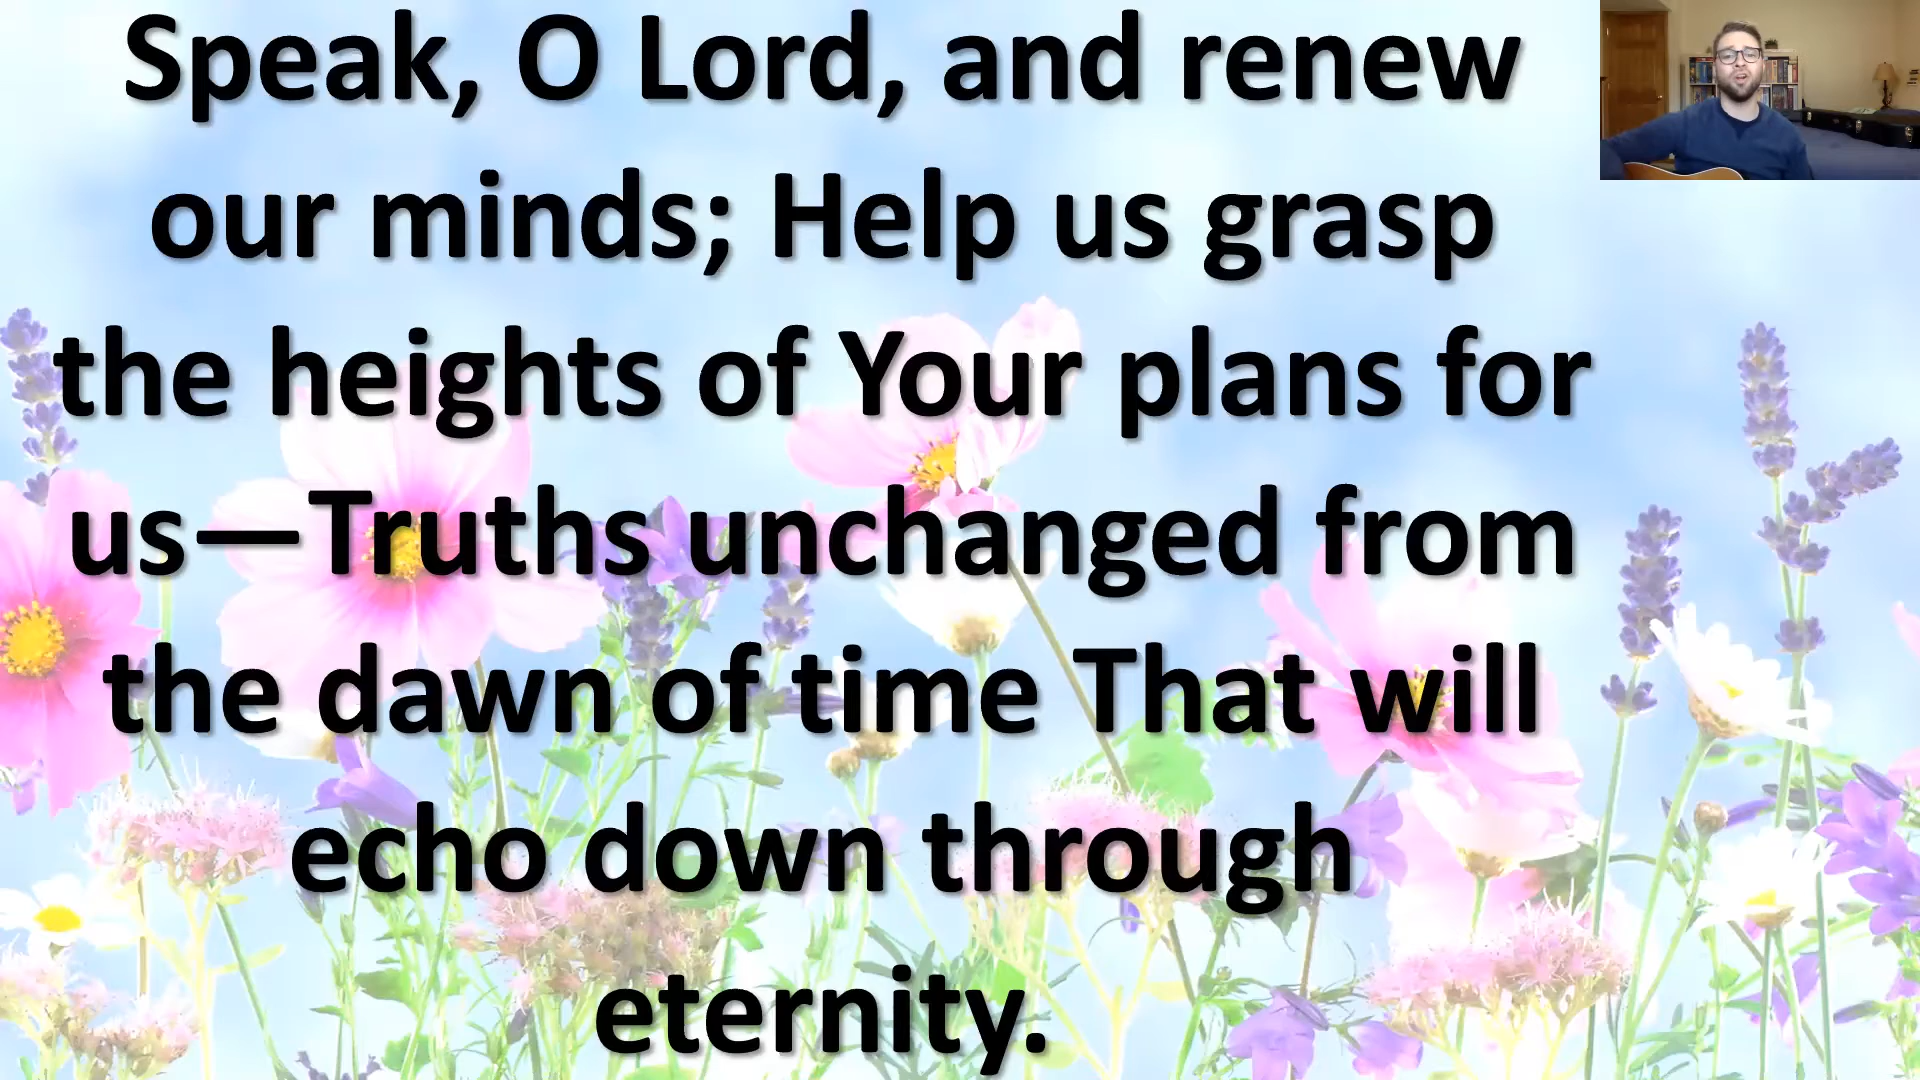 Speak, O Lord, and renew
our minds; Help us grasp
the heights of Your plans for
us—Truths unchanged from
the dawn of time That will
echo down through
eternity.